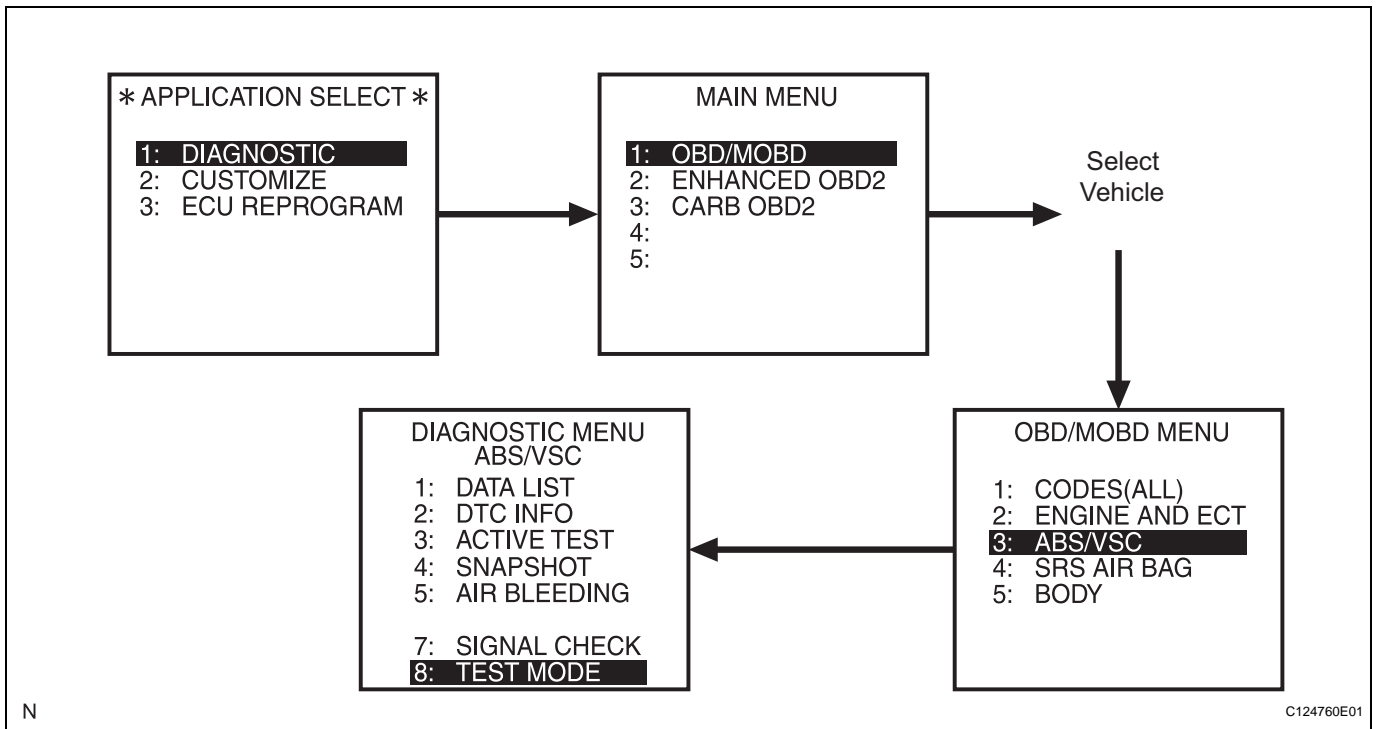 * APPLICATION SELECT *
1: DIAGNOSTIC
2: CUSTOMIZE
3: ECU REPROGRAM
MAIN MENU
1: OBD/MOBD
2: ENHANCED OBD2
3: CARB OBD2
4:
5:
Select
Vehicle
OBD/MOBD MENU
1: CODES(ALL)
2: ENGINE AND ECT
3: ABS/VSC
4: SRS AIR BAG
5: BODY
DIAGNOSTIC MENU
ABS/VSC
1: DATA LIST
2: DTC INFO
3: ACTIVE TEST
4: SNAPSHOT
5: AIR BLEEDING
7: SIGNAL CHECK
8: TEST MODE
N
C124760E01